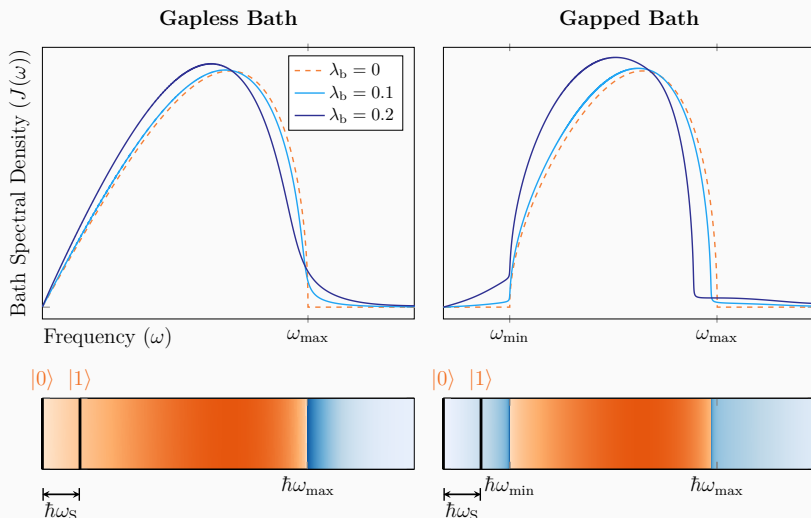 Gapless Bath
Gapped Bath
Bath Spectral Density (J(ω))
λb = 0
λb = 0.1
λb = 0.2
Frequency (ω)
ωmax
ωmin
ωmax
|0⟩ |1⟩
|0⟩ |1⟩
ħωmax
ħωS
ħωmin
ħωmax
ħωS